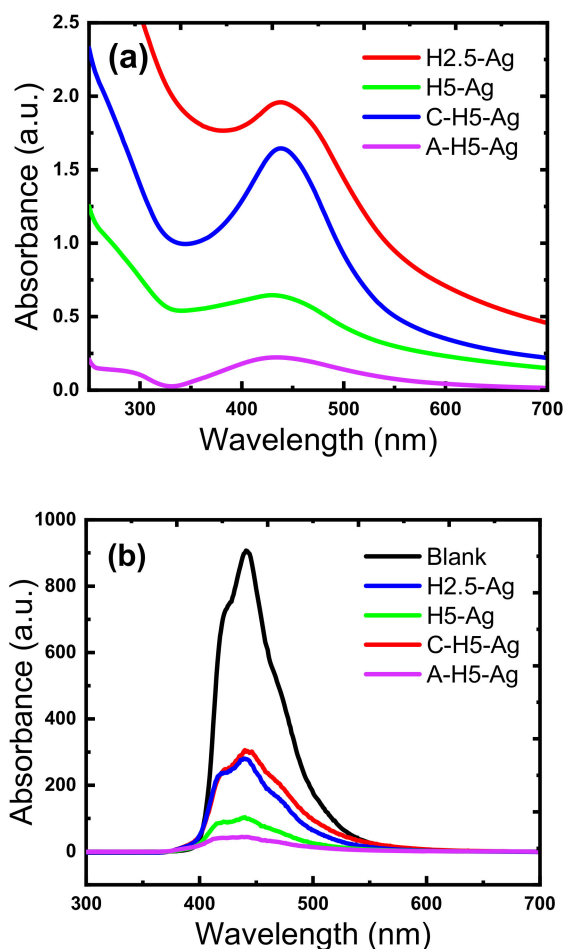 (a)
H2.5-Ag
H5-Ag
C-H5-Ag
A-H5-Ag
Absorbance (a.u.)
2.5
2.0
1.5
1.0
0.5
0.0
300 400 500 600 700
Wavelength (nm)
(b)
Blank
H2.5-Ag
H5-Ag
C-H5-Ag
A-H5-Ag
Absorbance (a.u.)
1000
800
600
400
200
0
300 400 500 600 700
Wavelength (nm)